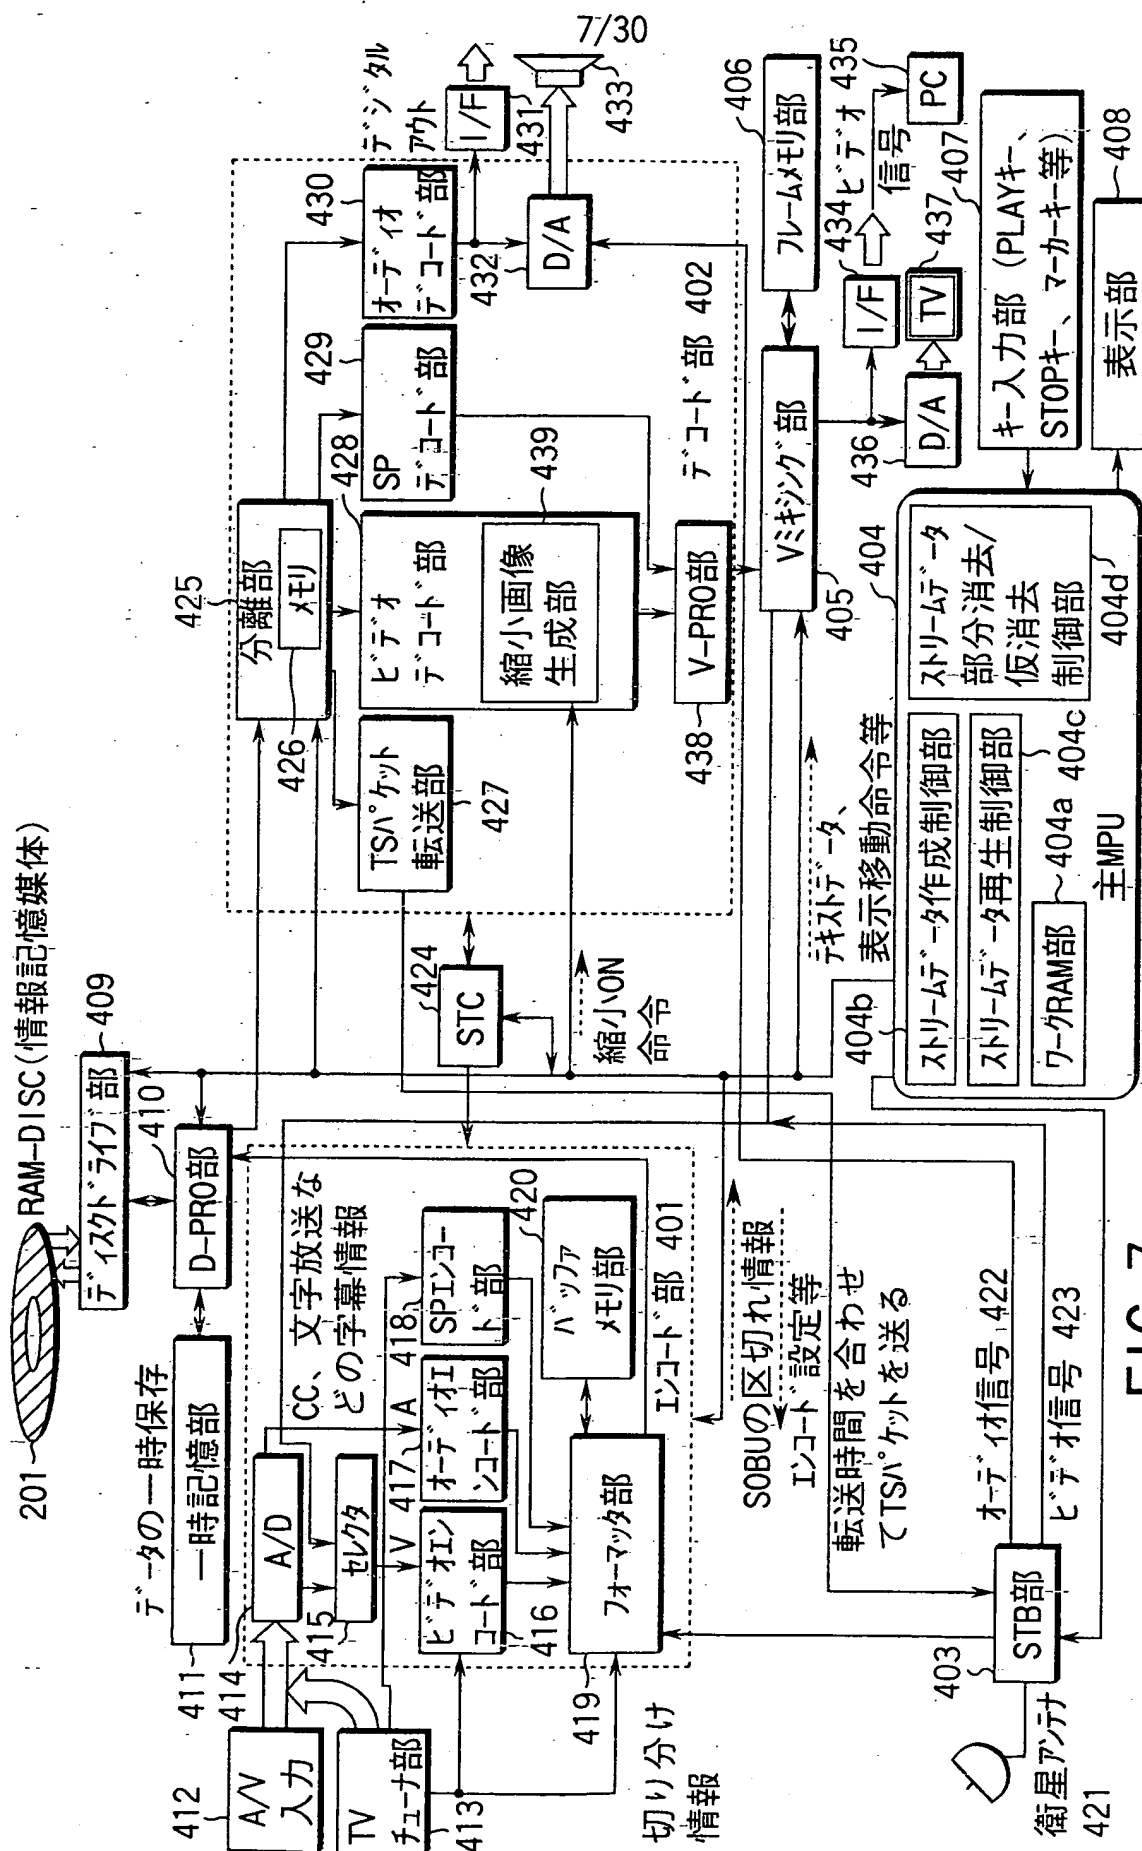 7/30
RAM-DISC(情報記憶媒体)
201
データの一時保存
一時記憶部
411
ディスクドライブ部
409
D-PRO部
410
A/V
入力
412
TV
チューナ部
413
切り分け
情報
A/D
414
セレクタ
415
CC、文字放送な
どの字幕情報
V
A
ビデオエン
コード部
416
オーディオエ
ンコード部
417
SPエンコー
ド部
418
フォーマッタ部
419
バッファ
メモリ部
420
エンコード部 401
STC
424
縮小ON
命令
SOBUの区切れ情報
エンコード設定等
転送時間を合わせ
てTSパケットを送る
分離部
メモリ
425
426
TSパケット
転送部
427
ビデオ
デコード部
428
縮小画像
生成部
439
SP
デコード部
429
オーディオ
デコード部
430
V-PRO部
438
デコード部 402
D/A
432
I/F
431
デジタル
アウト
433
Vミキシング部
405
フレームメモリ部
406
I/F
434
ビデオ
信号
PC
435
D/A
436
TV
437
キー入力部 (PLAYキー、
STOPキー、マーカーキー等)
407
表示部
408
テキストデータ、
表示移動命令等
404
ストリームデータ作成制御部
404b
ストリームデータ再生制御部
404c
ワークRAM部
404a
ストリームデータ
部分消去/
仮消去
制御部
404d
主MPU
STB部
403
衛星アンテナ
421
オーディオ信号 422
ビデオ信号 423
FIG. 7